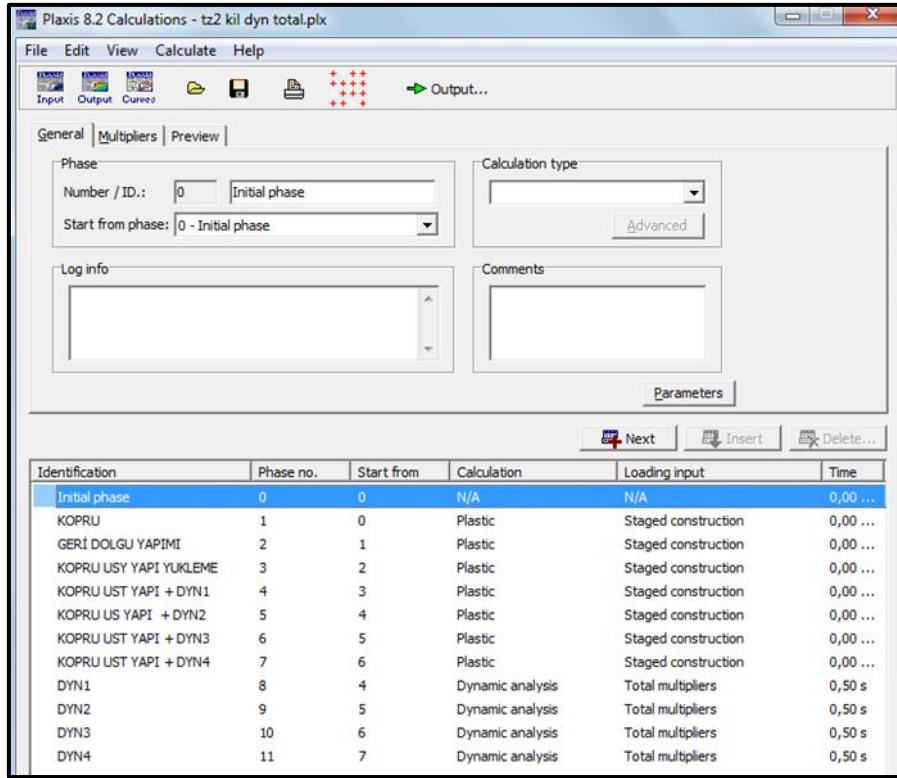 Plaxis 8.2 Calculations - tz2 kil dyn total.plx
File Edit View Calculate Help
Input Output Curves Output...
General Multipliers Preview
Phase Calculation type
Number / ID.: 0 Initial phase
Start from phase: 0 - Initial phase Advanced
Log info Comments
Parameters
Next Insert Delete...
Identification Phase no. Start from Calculation Loading input Time
Initial phase 0 0 N/A N/A 0,00 ...
KOPRU 1 0 Plastic Staged construction 0,00 ...
GERİ DOLGU YAPIMI 2 1 Plastic Staged construction 0,00 ...
KOPRU USY YAPI YUKLEME 3 2 Plastic Staged construction 0,00 ...
KOPRU UST YAPI + DYN1 4 3 Plastic Staged construction 0,00 ...
KOPRU US YAPI + DYN2 5 4 Plastic Staged construction 0,00 ...
KOPRU UST YAPI + DYN3 6 5 Plastic Staged construction 0,00 ...
KOPRU UST YAPI + DYN4 7 6 Plastic Staged construction 0,00 ...
DYN1 8 4 Dynamic analysis Total multipliers 0,50 s
DYN2 9 5 Dynamic analysis Total multipliers 0,50 s
DYN3 10 6 Dynamic analysis Total multipliers 0,50 s
DYN4 11 7 Dynamic analysis Total multipliers 0,50 s